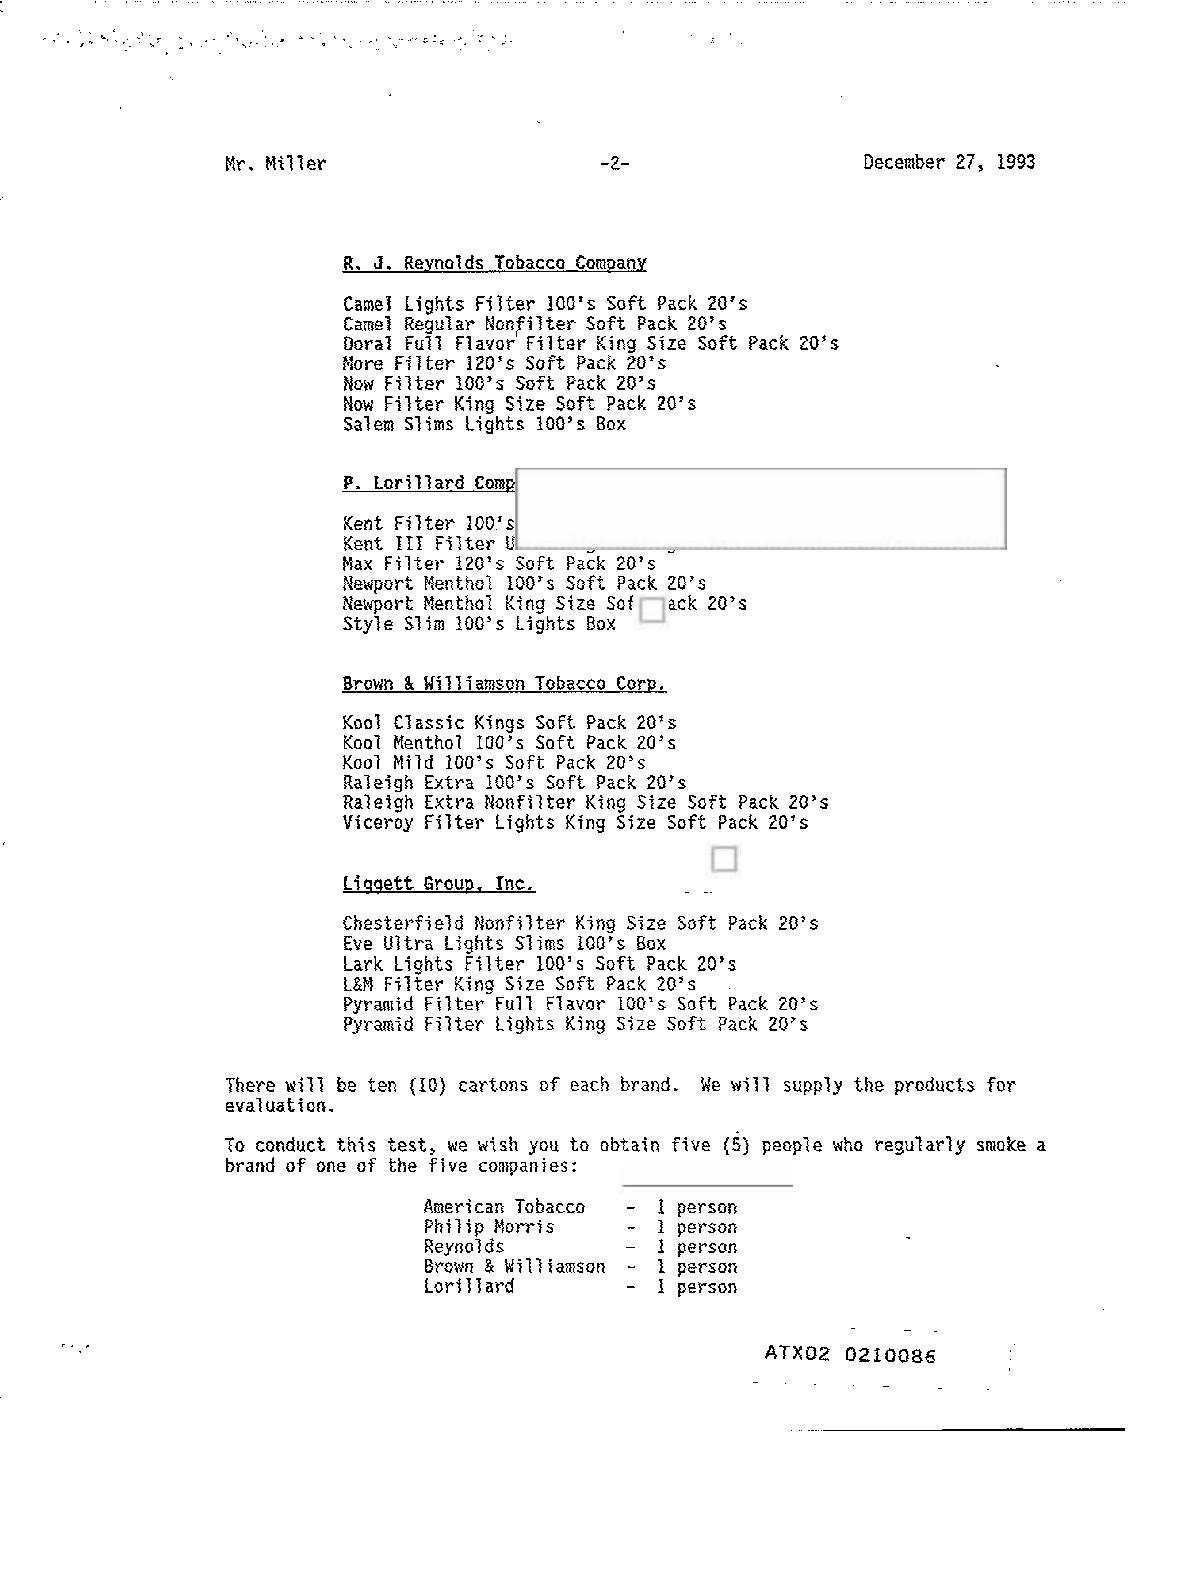 Mr. Miller -2- December 27, 1993
R. J. Reynolds Tobacco Company
Camel Lights Filter 100's Soft Pack 20's
Camel Regular Nonfilter Soft Pack 20's
Doral Full Flavor Filter King Size Soft Pack 20's
More Filter 120's Soft Pack 20's
Now Filter 100's Soft Pack 20's
Now Filter King Size Soft Pack 20's
Salem Slims Lights 100's Box
P. Lorillard Comp
Kent Filter 100's
Kent III Filter U
Max Filter 120's Soft Pack 20's
Newport Menthol 100's Soft Pack 20's
Newport Menthol King Size Sof ack 20's
Style Slim 100's Lights Box
Brown & Williamson Tobacco Corp.
Kool Classic Kings Soft Pack 20's
Kool Menthol 100's Soft Pack 20's
Kool Mild 100's Soft Pack 20's
Raleigh Extra 100's Soft Pack 20's
Raleigh Extra Nonfilter King Size Soft Pack 20's
Viceroy Filter Lights King Size Soft Pack 20's
Liggett Group, Inc.
Chesterfield Nonfilter King Size Soft Pack 20's
Eve Ultra Lights Slims 100's Box
Lark Lights Filter 100's Soft Pack 20's
L&M Filter King Size Soft Pack 20's
Pyramid Filter Full Flavor 100's Soft Pack 20's
Pyramid Filter Lights King Size Soft Pack 20's
There will be ten (10) cartons of each brand. We will supply the products for
evaluation.
To conduct this test, we wish you to obtain five (5) people who regularly smoke a
brand of one of the five companies:
American Tobacco - 1 person
Philip Morris - 1 person
Reynolds - 1 person
Brown & Williamson - 1 person
Lorillard - 1 person
ATX02 0210086